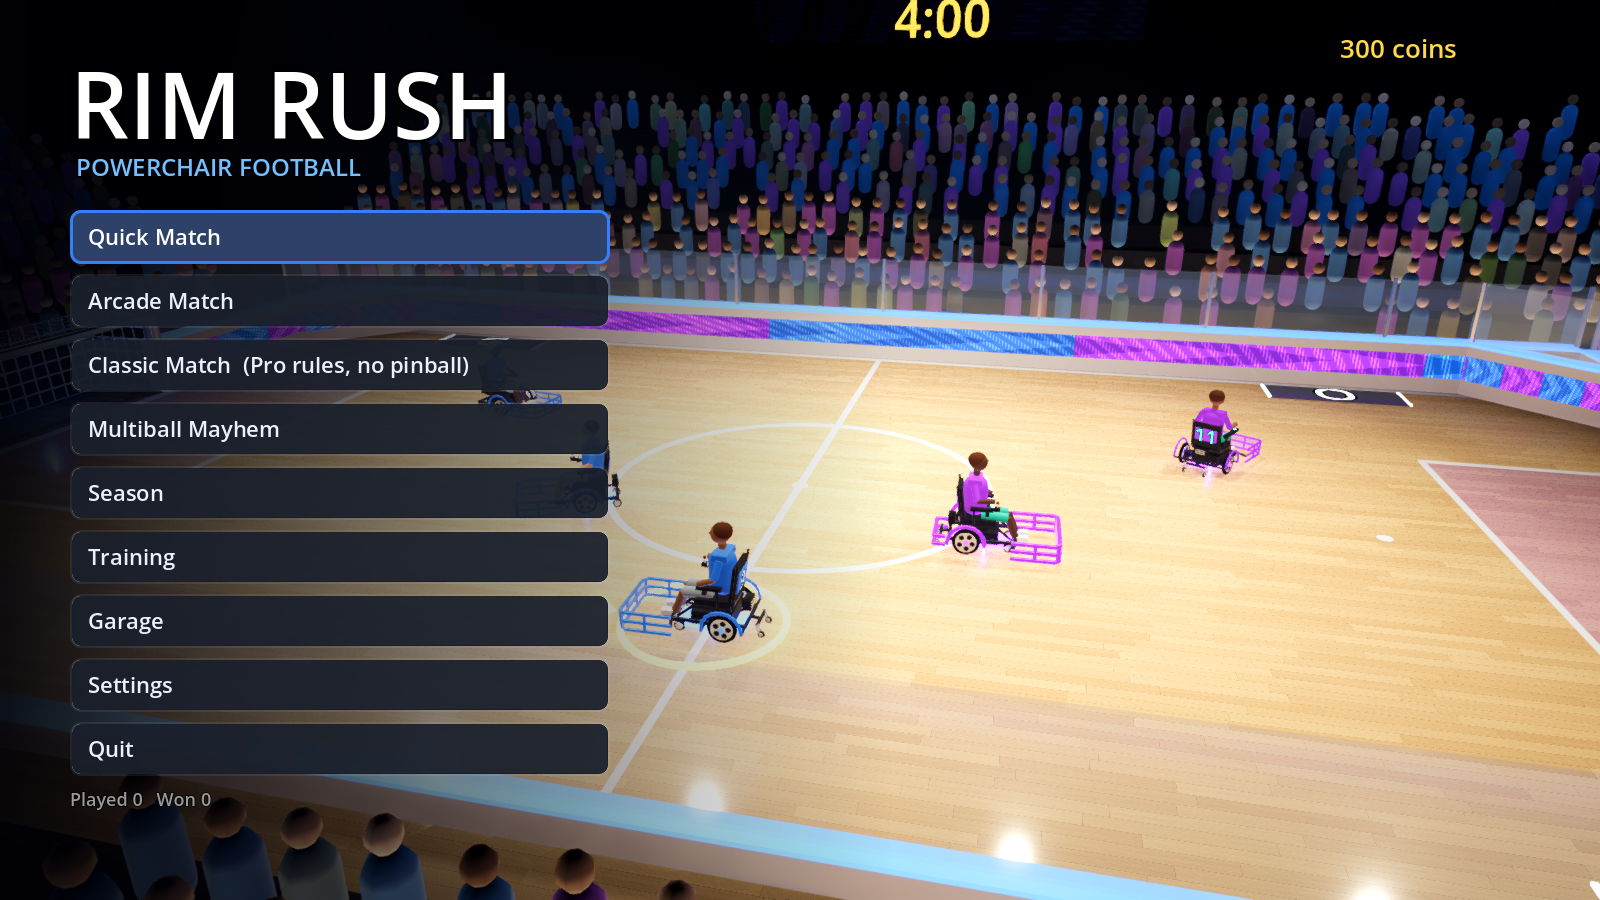 4:00
300 coins
RIM RUSH
POWERCHAIR FOOTBALL
Quick Match
Arcade Match
Classic Match (Pro rules, no pinball)
Multiball Mayhem
Season
Training
Garage
Settings
Quit
Played 0 Won 0
11